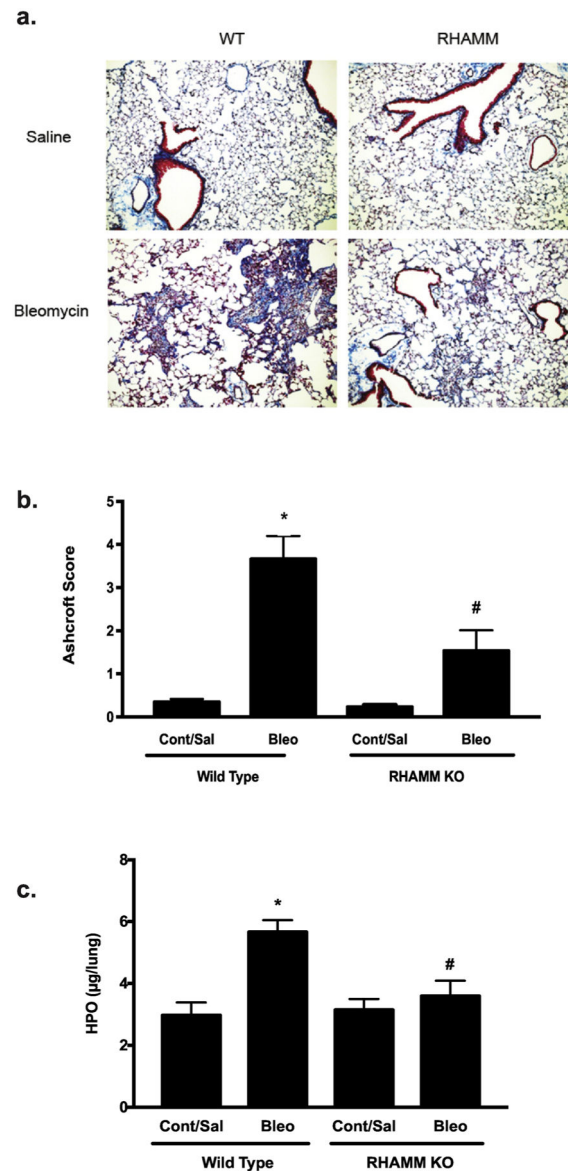 a.
WT RHAMM
Saline
Bleomycin
b.
Ashcroft Score
5
4
3
2
1
0
*
#
Cont/Sal Bleo Cont/Sal Bleo
Wild Type RHAMM KO
c.
HPO (µg/lung)
8
6
4
2
0
*
#
Cont/Sal Bleo Cont/Sal Bleo
Wild Type RHAMM KO